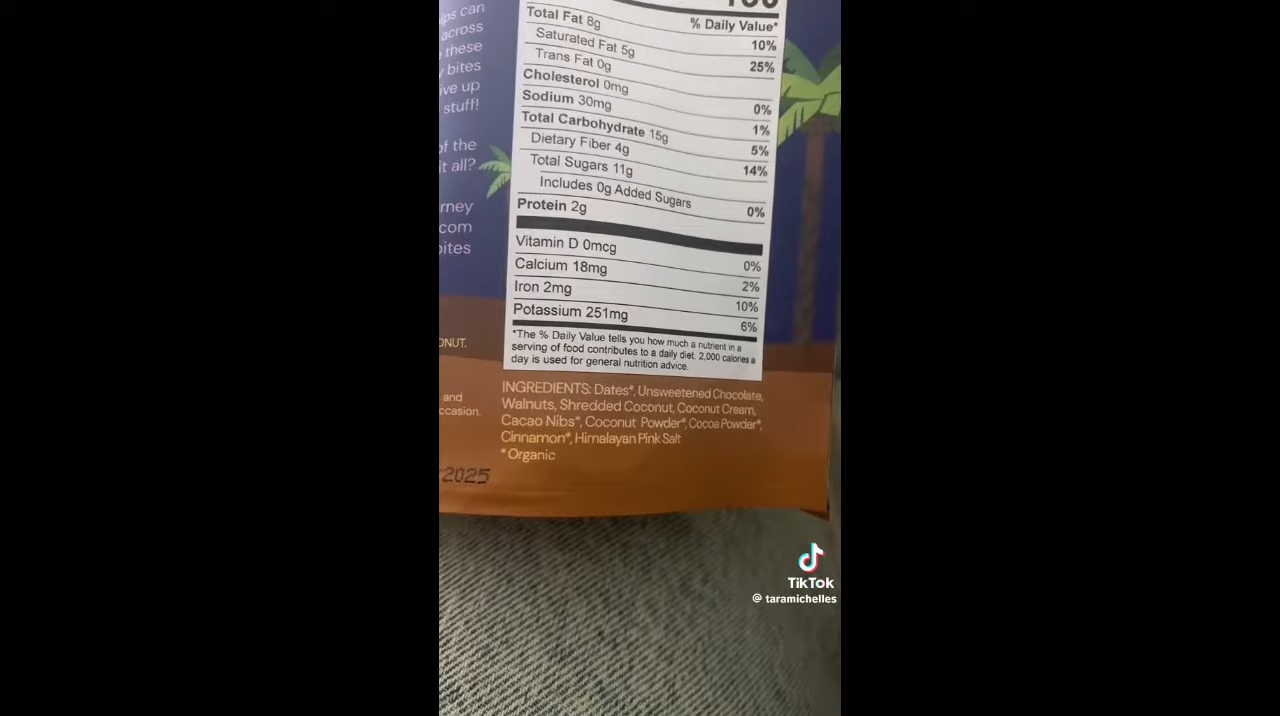 ps can
across
these
bites
ive up
stuff!
of the
it all?
rney
com
bites
ONUT.
and
ccasion.
2025
% Daily Value*
Total Fat 8g 10%
Saturated Fat 5g 25%
Trans Fat 0g
Cholesterol 0mg 0%
Sodium 30mg 1%
Total Carbohydrate 15g 5%
Dietary Fiber 4g 14%
Total Sugars 11g
Includes 0g Added Sugars 0%
Protein 2g
Vitamin D 0mcg 0%
Calcium 18mg 2%
Iron 2mg 10%
Potassium 251mg 6%
*The % Daily Value tells you how much a nutrient in a
serving of food contributes to a daily diet. 2,000 calories a
day is used for general nutrition advice.
INGREDIENTS: Dates*, Unsweetened Chocolate,
Walnuts, Shredded Coconut, Coconut Cream,
Cacao Nibs*, Coconut Powder*, Cocoa Powder*,
Cinnamon*, Himalayan Pink Salt
*Organic
TikTok
@ taramichelles